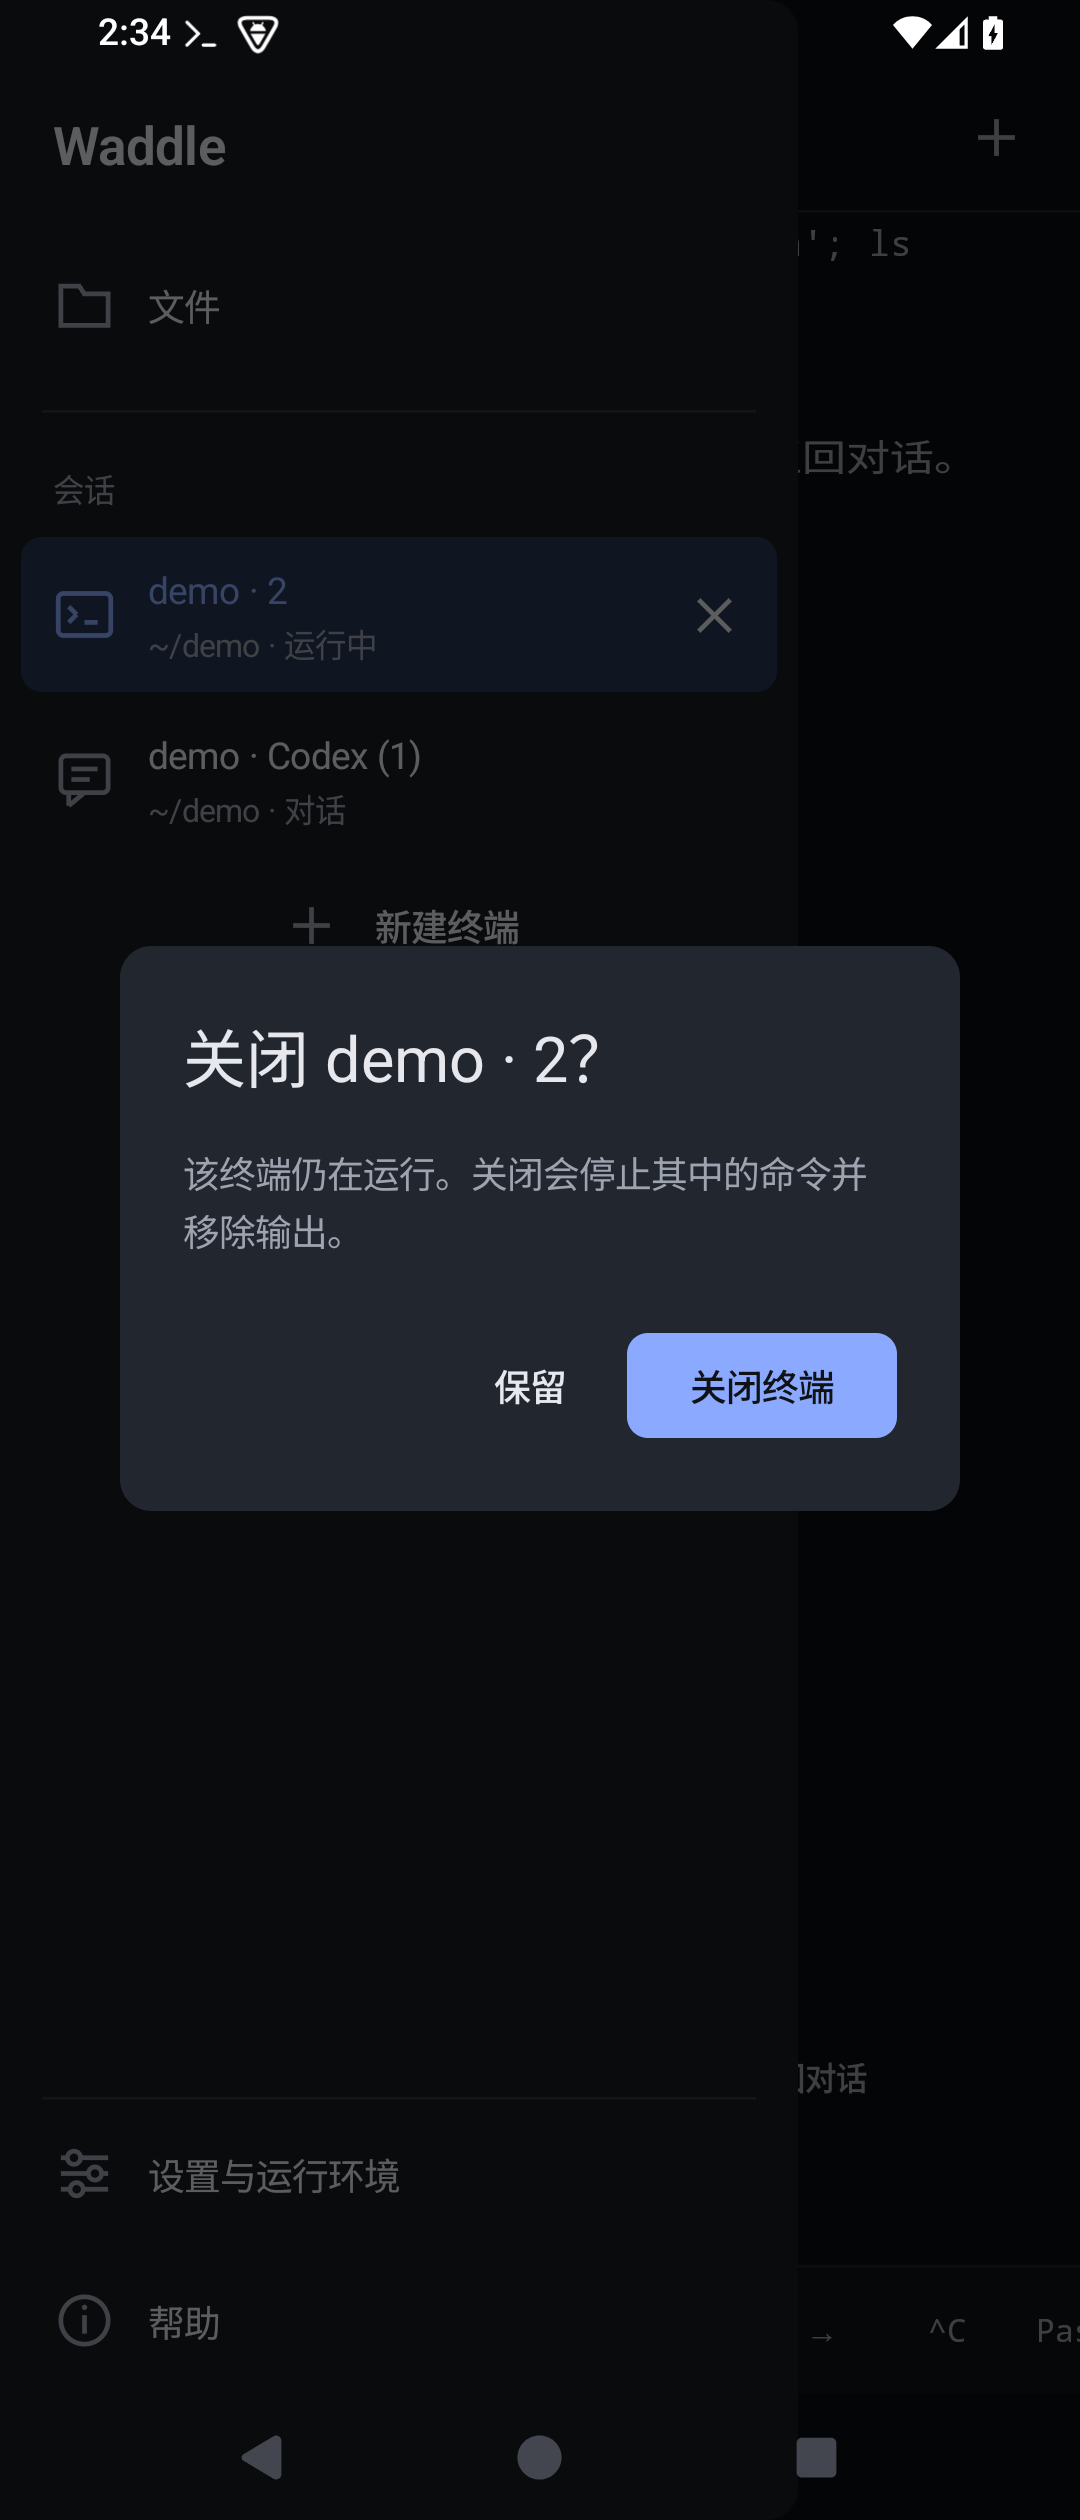 2:34
Waddle
'; ls
文件
回对话。
会话
demo · 2
~/demo · 运行中
demo · Codex (1)
~/demo · 对话
新建终端
关闭 demo · 2?
该终端仍在运行。关闭会停止其中的命令并
移除输出。
保留
关闭终端
对话
设置与运行环境
帮助
→ ^C Pas